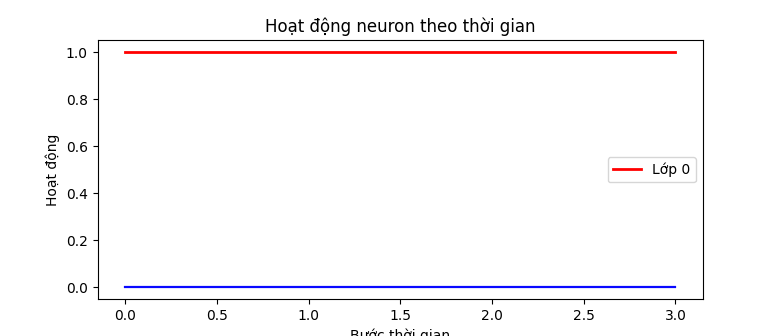 Hoạt động neuron theo thời gian
1.0
0.8
0.6
0.4
0.2
0.0
Hoạt động
Lớp 0
0.0 0.5 1.0 1.5 2.0 2.5 3.0
Bước thời gian